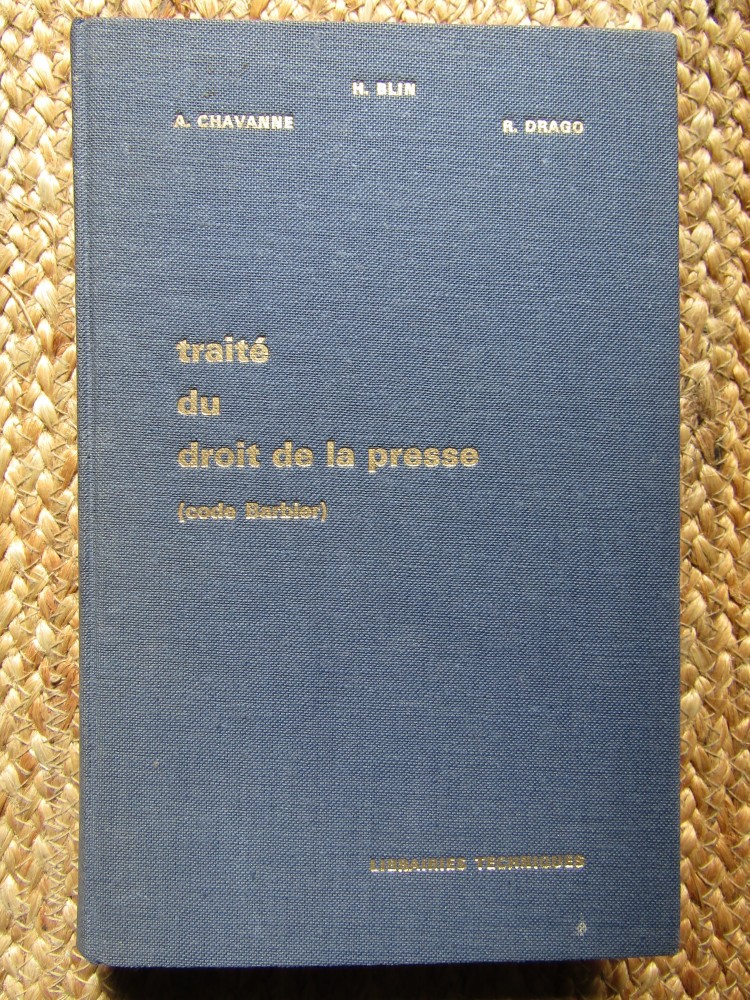 H. BLIN
A. CHAVANNE R. DRAGO
traité
du
droit de la presse
(code Barbier)
LIBRAIRIES TECHNIQUES